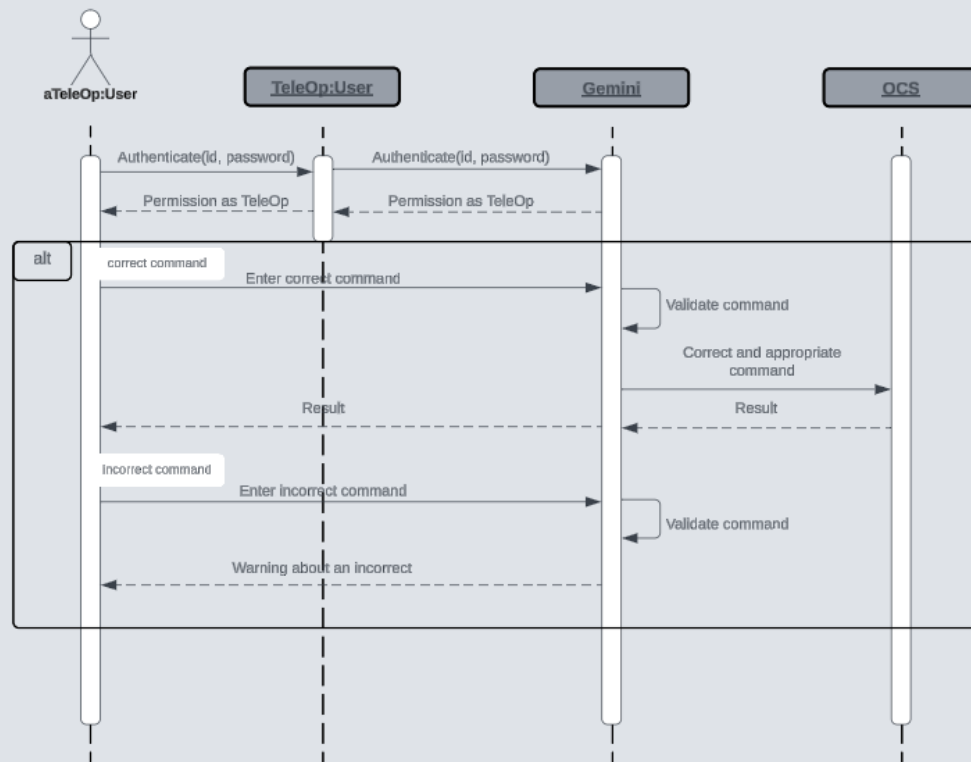 aTeleOp:User
TeleOp:User
Gemini
OCS
Authenticate(id, password)
Authenticate(id, password)
Permission as TeleOp
Permission as TeleOp
alt
correct command
Enter correct command
Validate command
Correct and appropriate
command
Result
Result
Incorrect command
Enter incorrect command
Validate command
Warning about an incorrect